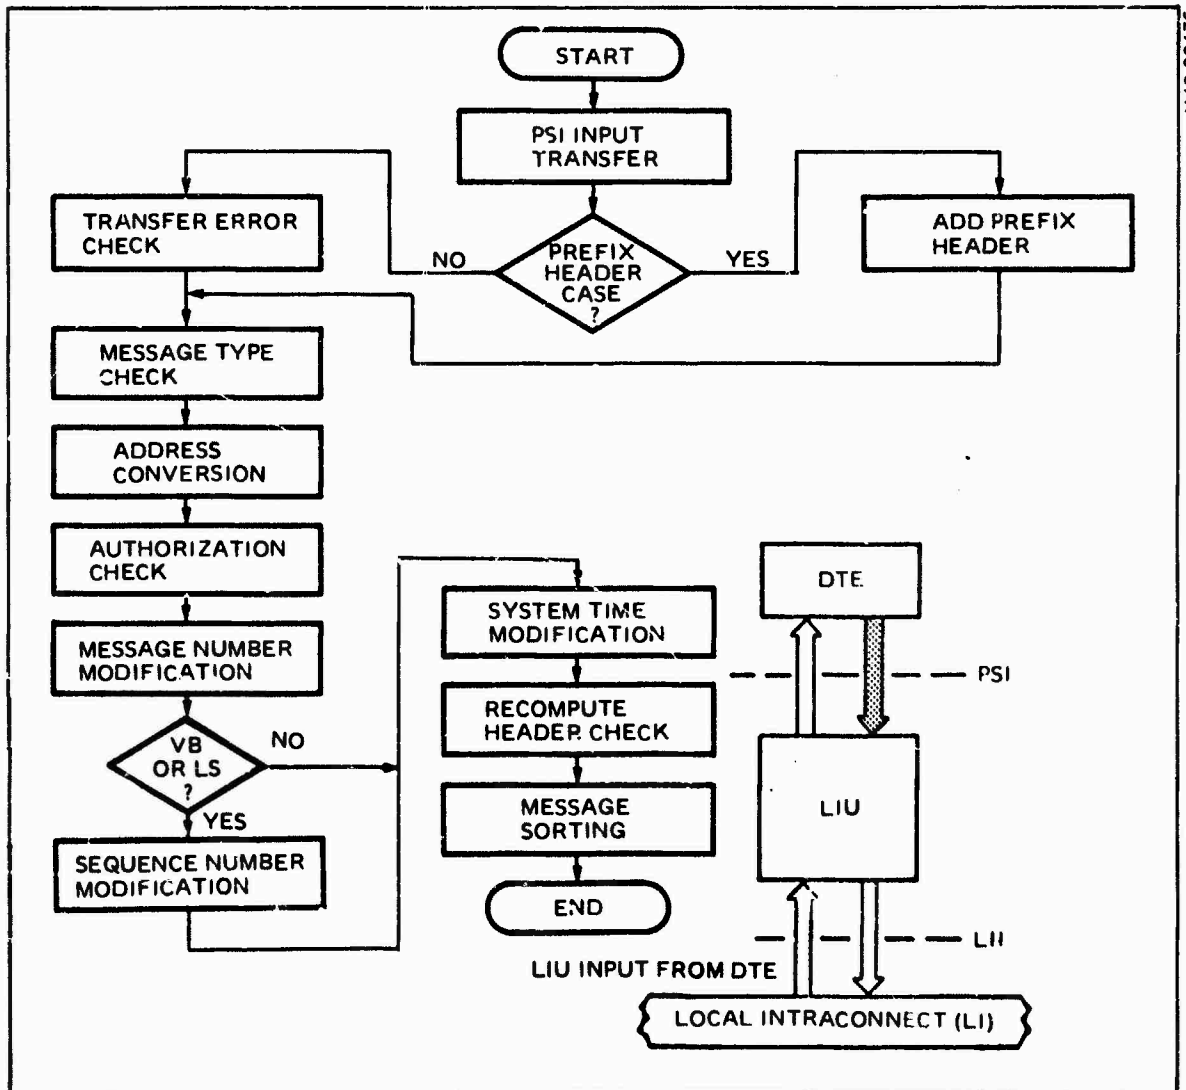 START
PSI INPUT
TRANSFER
TRANSFER ERROR
CHECK
NO
PREFIX
HEADER
CASE
?
YES
ADD PREFIX
HEADER
MESSAGE TYPE
CHECK
ADDRESS
CONVERSION
AUTHORIZATION
CHECK
MESSAGE NUMBER
MODIFICATION
VB
OR LS
?
NO
YES
SEQUENCE NUMBER
MODIFICATION
SYSTEM TIME
MODIFICATION
RECOMPUTE
HEADER CHECK
MESSAGE
SORTING
END
DTE
PSI
LIU
LII
LIU INPUT FROM DTE
LOCAL INTRACONNECT (LI)